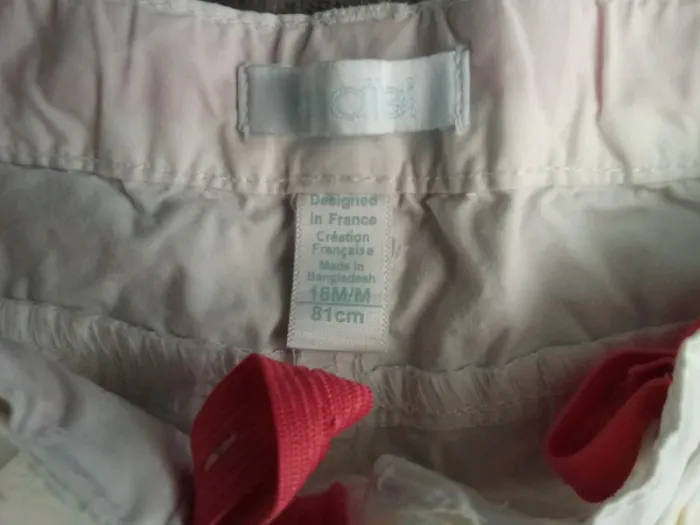 Designed
in France
Création
Française
Made in
Bangladesh
18M/M
81cm